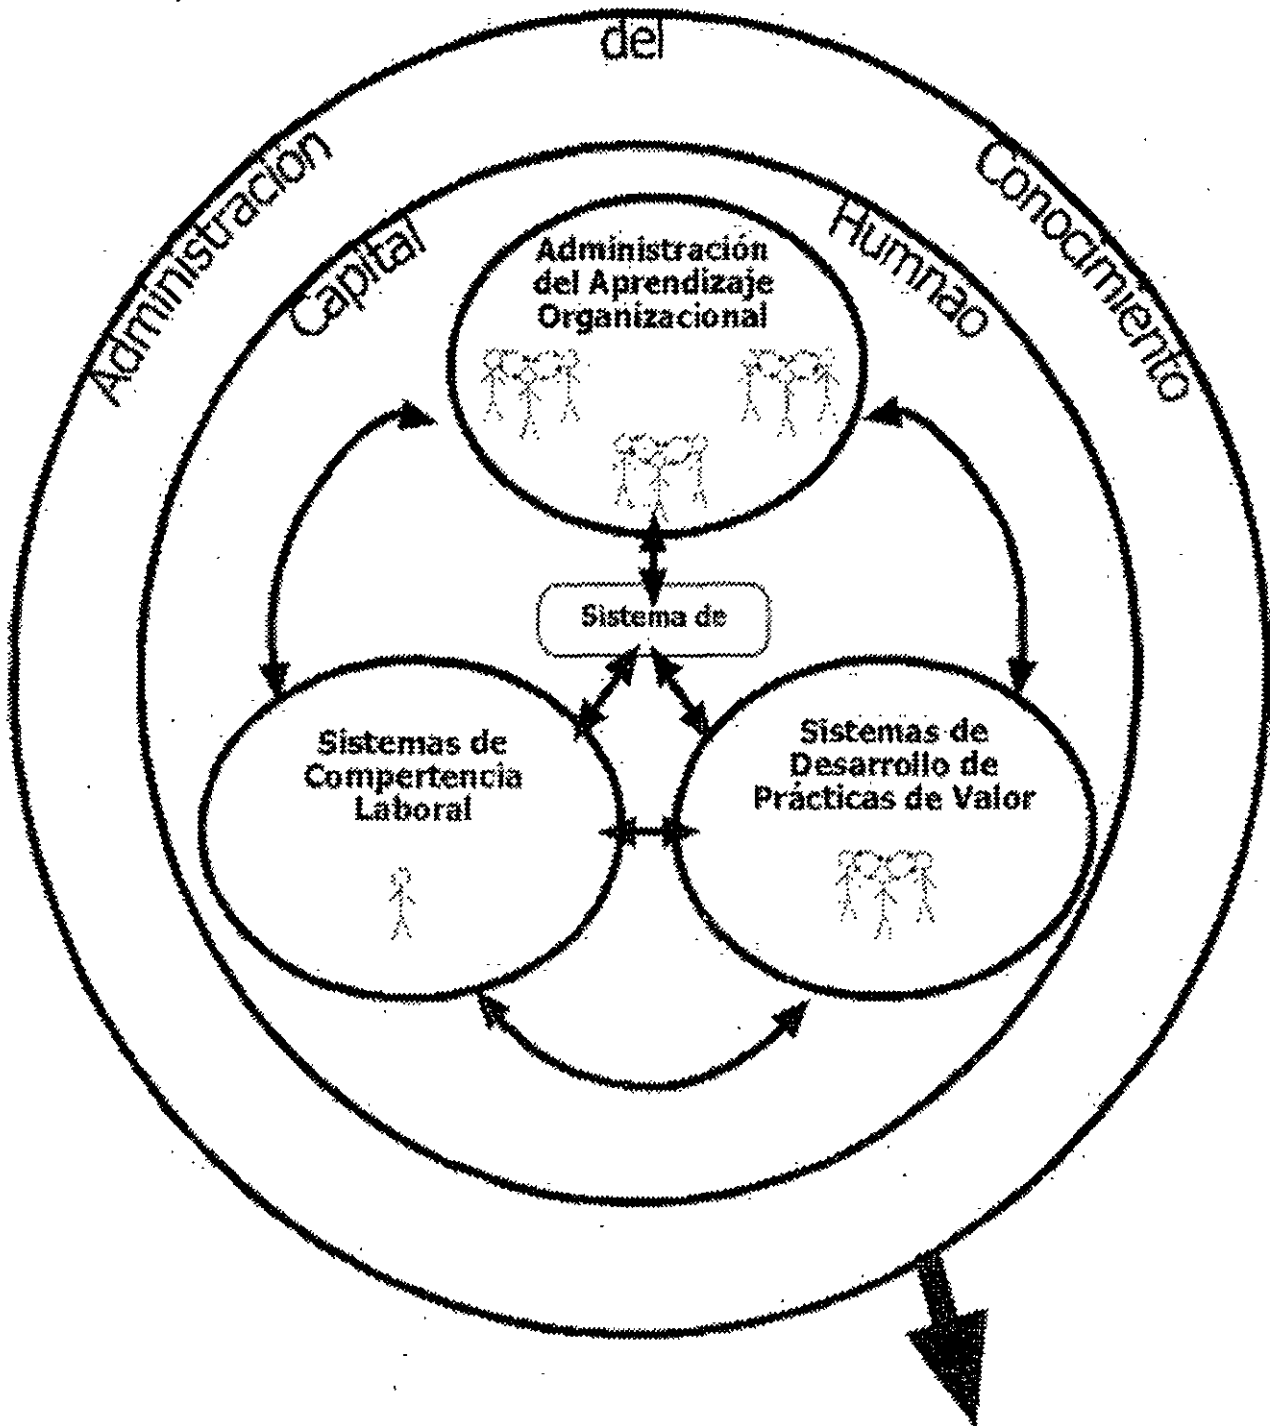 Administración del Conocimiento
Capital Humnao
Administración
del Aprendizaje
Organizacional
Sistema de
Sistemas de
Compertencia
Laboral
Sistemas de
Desarrollo de
Prácticas de Valor